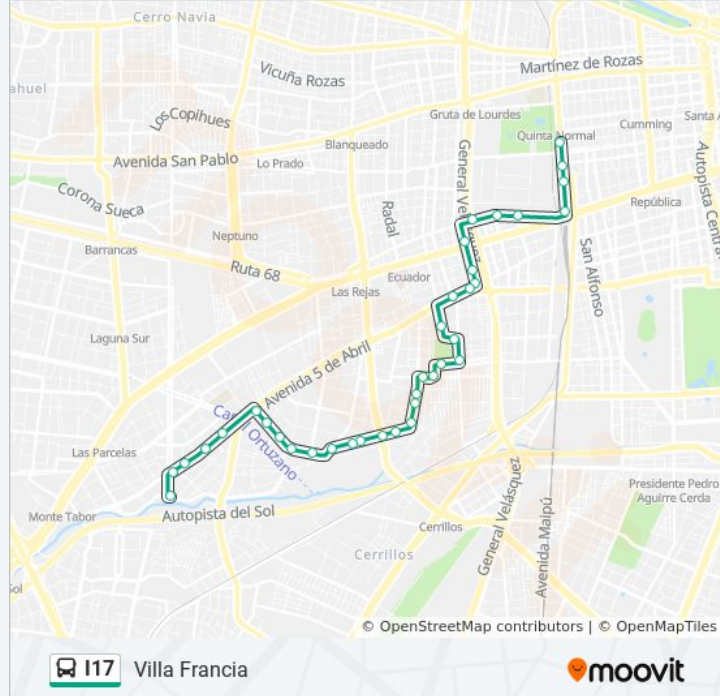 Cerro Navia
Martínez de Rozas
Vicuña Rozas
ahuel
Los Copihues
Gruta de Lourdes
Santa A
Cumming
Quinta Normal
Blanqueado
Avenida San Pablo
Lo Prado
General Vel
quez
Autopista Centra
Corona Sueca
Radal
República
Neptuno
Barrancas
San Alfonso
Ruta 68
Ecuador
Las Rejas
Laguna Sur
Avenida 5 de Abril
Ortuzano
Las Parcelas
General Velásquez
Presidente Pedro
Aguirre Cerda
Monte Tabor
Autopista del Sol
Cerrillos
Avenida Maipú
Cerrillos
Sol
© OpenStreetMap contributors | © OpenMapTiles
I17 Villa Francia
moovit